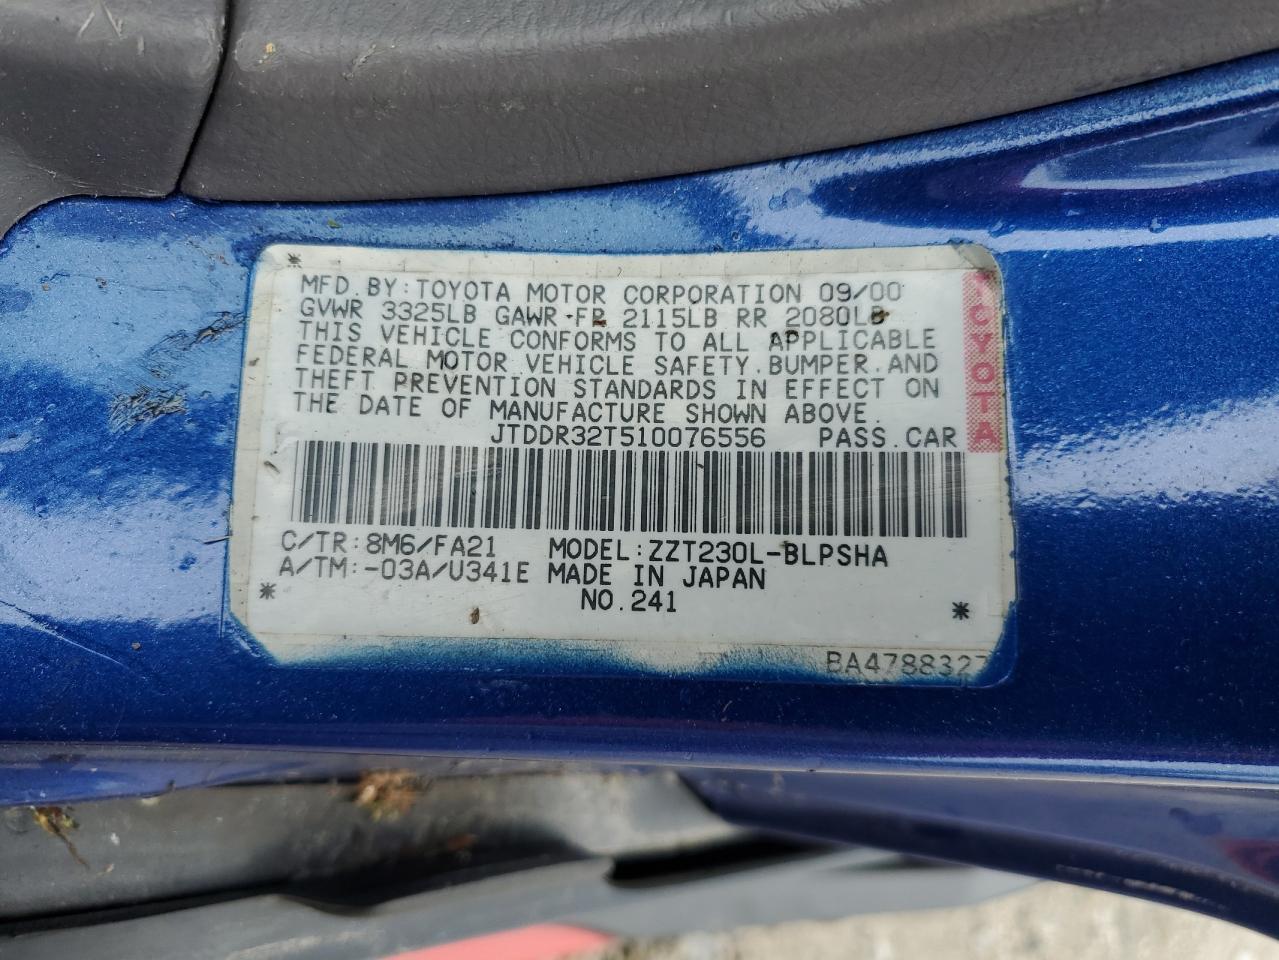 MFD. BY: TOYOTA MOTOR CORPORATION 09/00
GVWR 3325LB GAWR FR 2115LB RR 2080LB
THIS VEHICLE CONFORMS TO ALL APPLICABLE
FEDERAL MOTOR VEHICLE SAFETY. BUMPER. AND
THEFT PREVENTION STANDARDS IN EFFECT ON
THE DATE OF MANUFACTURE SHOWN ABOVE.
JTDDR32T510076556 PASS. CAR
TOYOTA
C/TR: 8M6/FA21 MODEL: ZZT230L-BLPSHA
A/TM: -03A/U341E MADE IN JAPAN
NO. 241
BA4788327